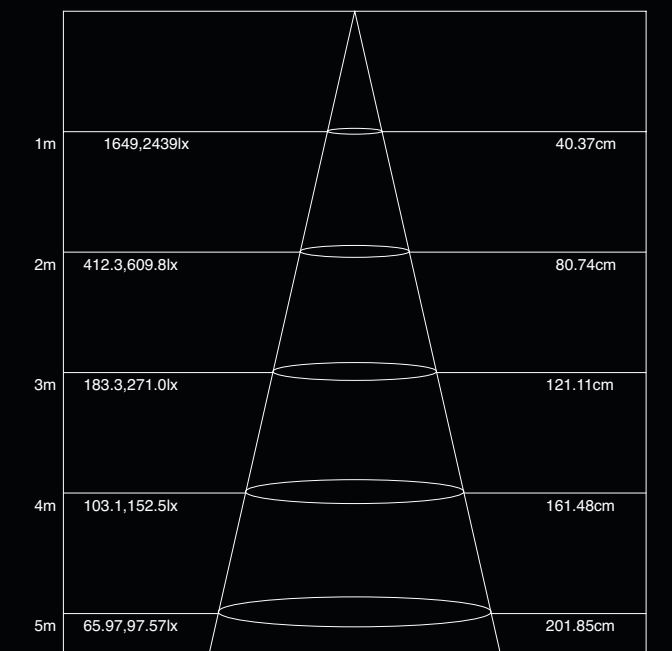 1m 1649,2439lx 40.37cm
2m 412.3,609.8lx 80.74cm
3m 183.3,271.0lx 121.11cm
4m 103.1,152.5lx 161.48cm
5m 65.97,97.57lx 201.85cm